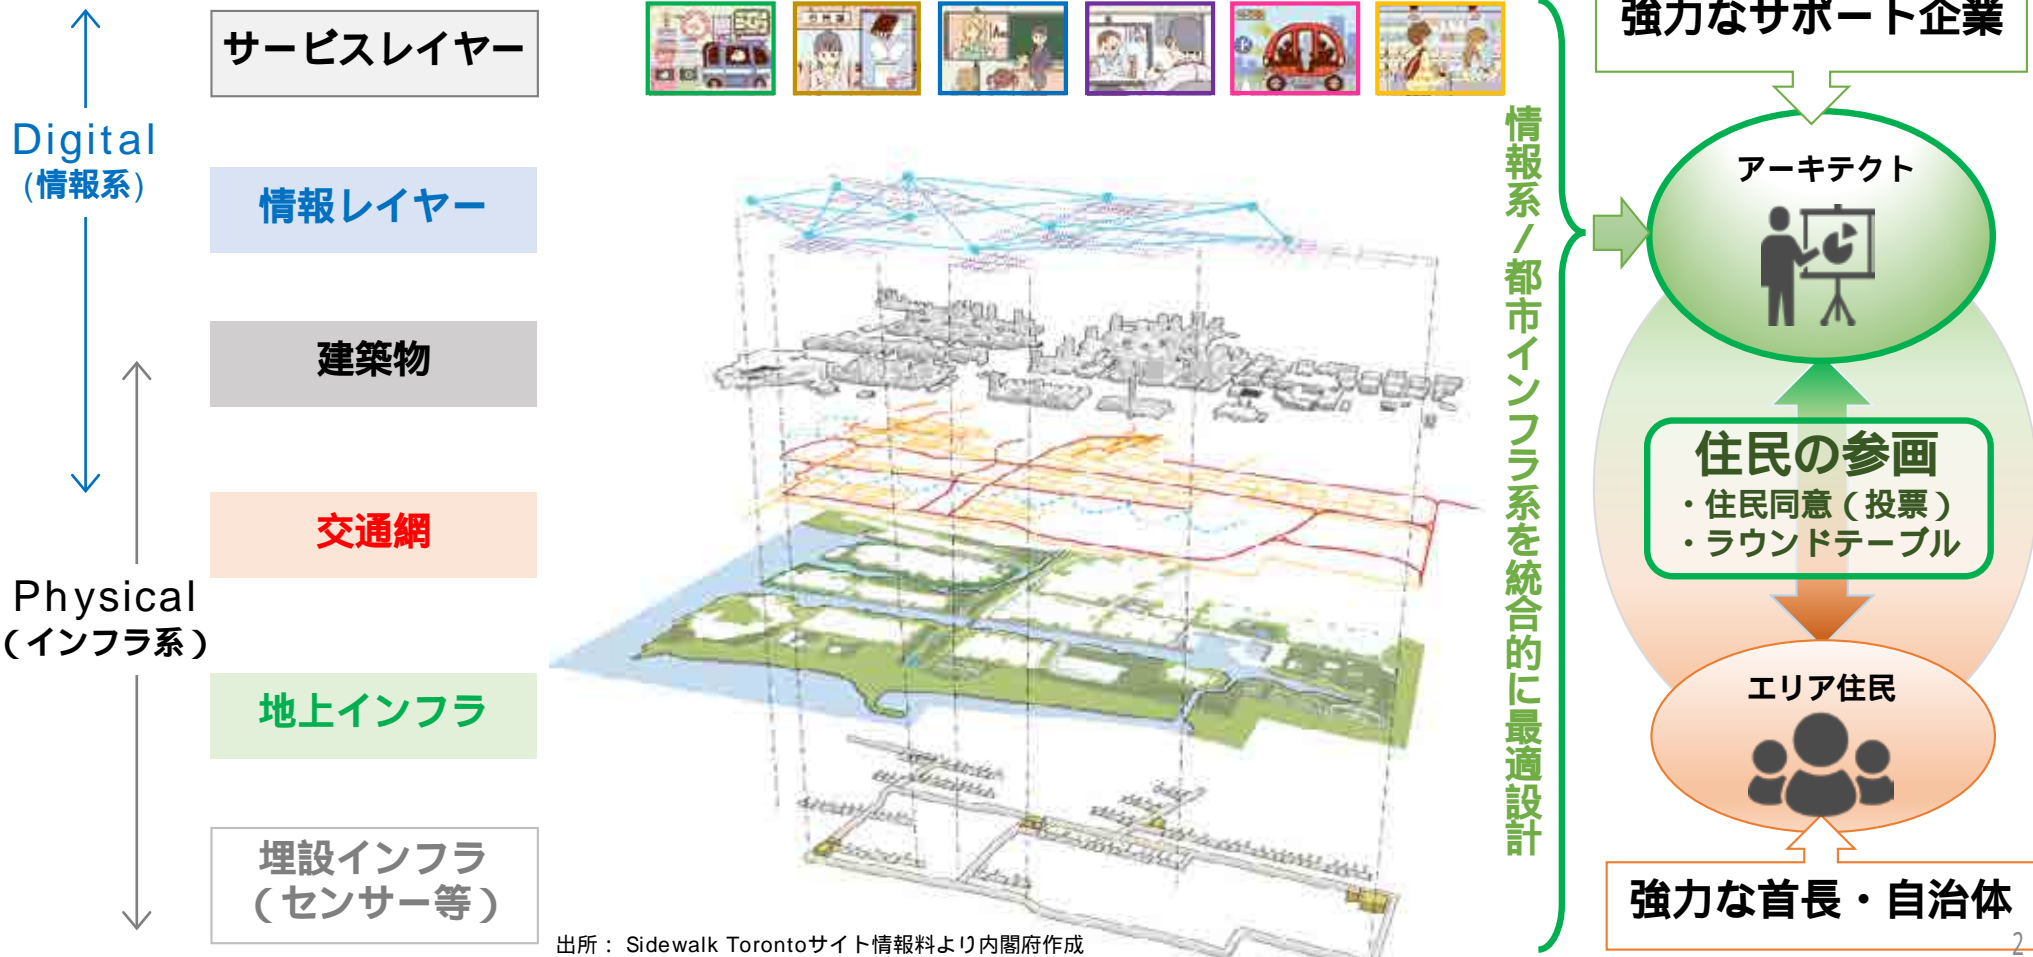 サービスレイヤー
Digital
(情報系)
情報レイヤー
建築物
交通網
Physical
（インフラ系）
地上インフラ
埋設インフラ
（センサー等）
情報系/都市インフラ系を統合的に最適設計
出所： Sidewalk Torontoサイト情報料より内閣府作成
強力なサポート企業
アーキテクト
住民の参画
・住民同意（投票）
・ラウンドテーブル
エリア住民
強力な首長・自治体
2